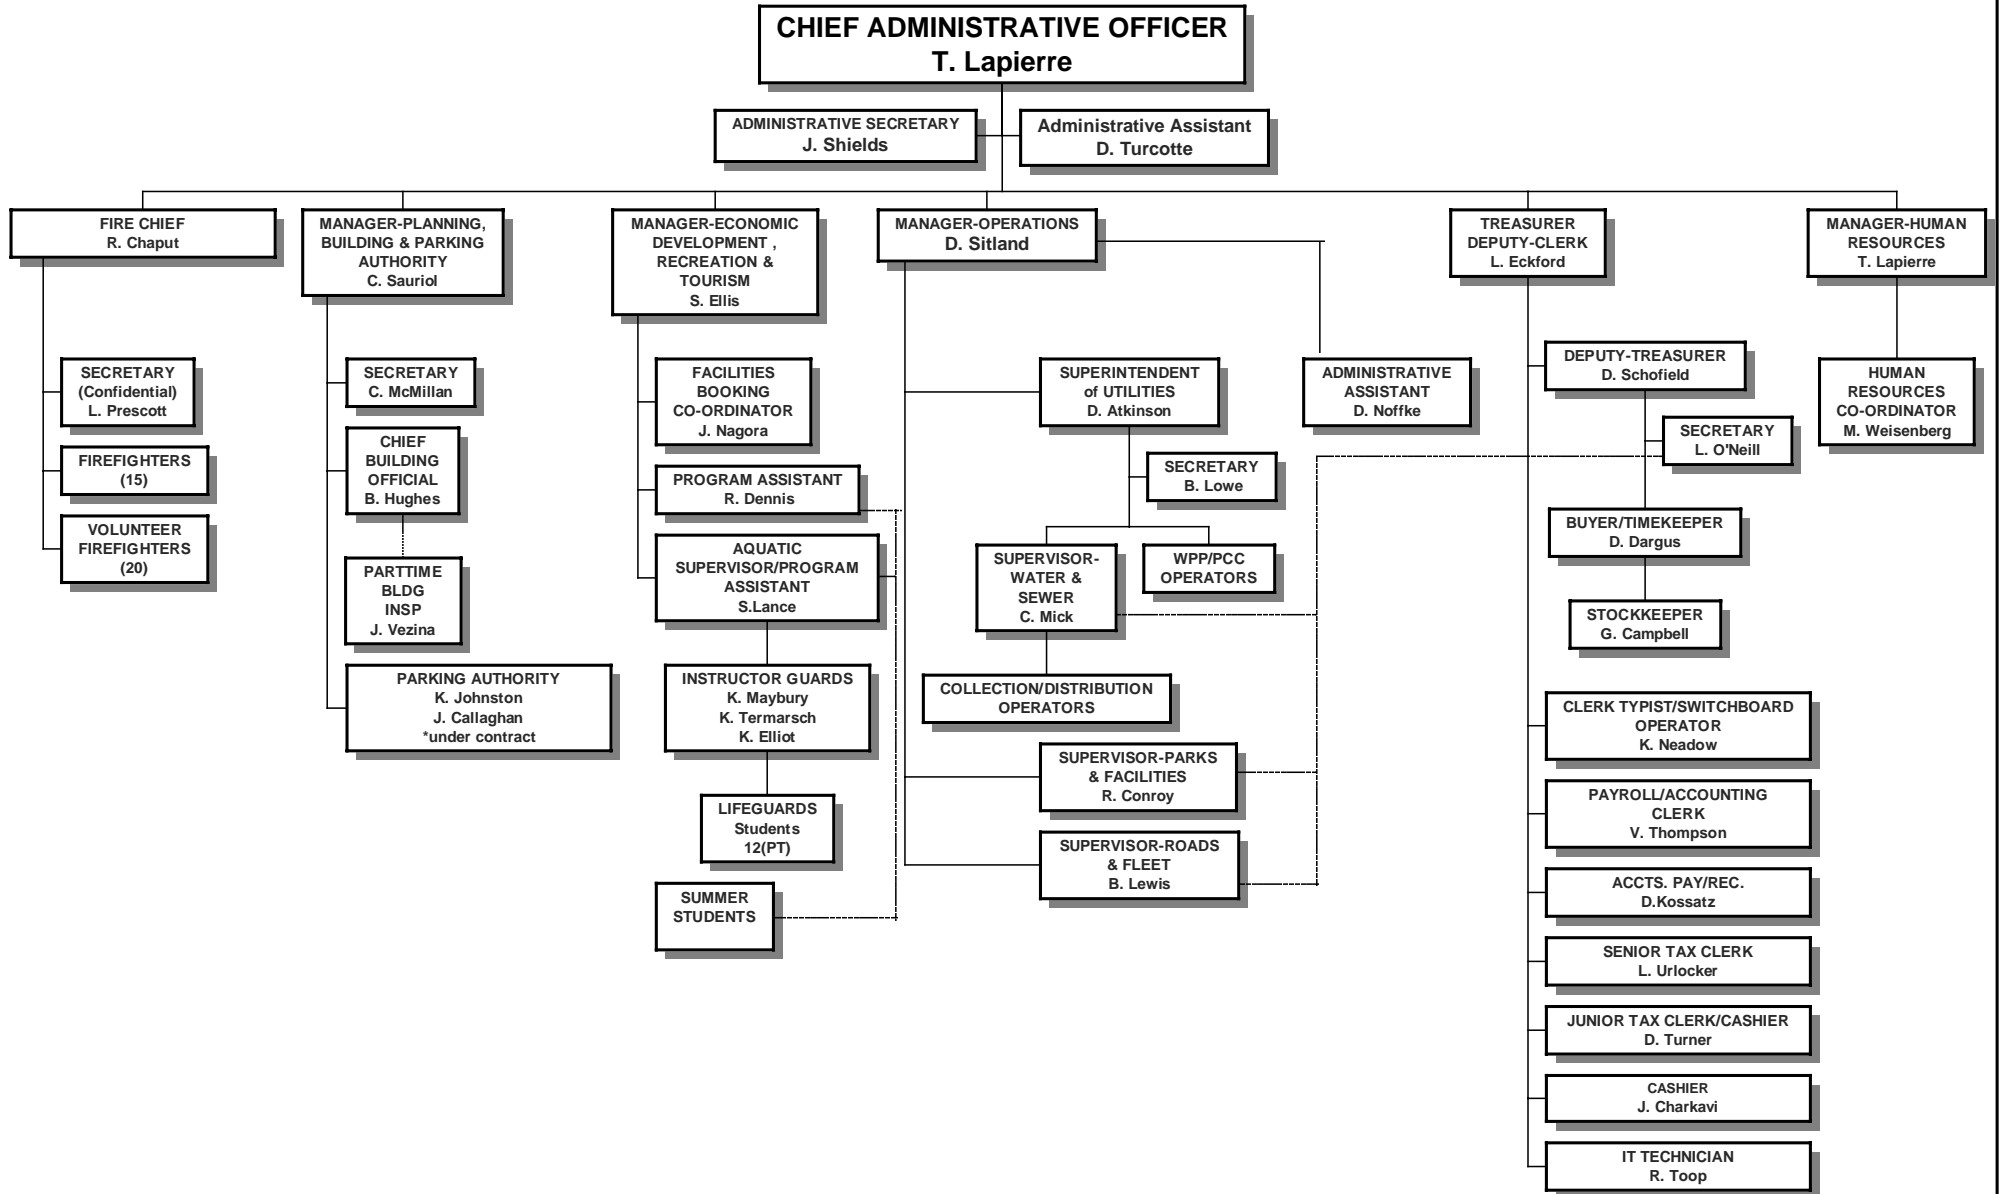 CHIEF ADMINISTRATIVE OFFICER
T. Lapierre
ADMINISTRATIVE SECRETARY
J. Shields
Administrative Assistant
D. Turcotte
FIRE CHIEF
R. Chaput
MANAGER-PLANNING,
BUILDING & PARKING
AUTHORITY
C. Sauriol
MANAGER-ECONOMIC
DEVELOPMENT ,
RECREATION &
TOURISM
S. Ellis
MANAGER-OPERATIONS
D. Sitland
TREASURER
DEPUTY-CLERK
L. Eckford
MANAGER-HUMAN
RESOURCES
T. Lapierre
SECRETARY
(Confidential)
L. Prescott
FIREFIGHTERS
(15)
VOLUNTEER
FIREFIGHTERS
(20)
SECRETARY
C. McMillan
CHIEF
BUILDING
OFFICIAL
B. Hughes
PARTTIME
BLDG
INSP
J. Vezina
PARKING AUTHORITY
K. Johnston
J. Callaghan
*under contract
FACILITIES
BOOKING
CO-ORDINATOR
J. Nagora
PROGRAM ASSISTANT
R. Dennis
AQUATIC
SUPERVISOR/PROGRAM
ASSISTANT
S.Lance
INSTRUCTOR GUARDS
K. Maybury
K. Termarsch
K. Elliot
LIFEGUARDS
Students
12(PT)
SUMMER
STUDENTS
SUPERINTENDENT
of UTILITIES
D. Atkinson
ADMINISTRATIVE
ASSISTANT
D. Noffke
SECRETARY
B. Lowe
SUPERVISOR-
WATER &
SEWER
C. Mick
WPP/PCC
OPERATORS
COLLECTION/DISTRIBUTION
OPERATORS
SUPERVISOR-PARKS
& FACILITIES
R. Conroy
SUPERVISOR-ROADS
& FLEET
B. Lewis
DEPUTY-TREASURER
D. Schofield
SECRETARY
L. O'Neill
BUYER/TIMEKEEPER
D. Dargus
STOCKKEEPER
G. Campbell
CLERK TYPIST/SWITCHBOARD
OPERATOR
K. Neadow
PAYROLL/ACCOUNTING
CLERK
V. Thompson
ACCTS. PAY/REC.
D.Kossatz
SENIOR TAX CLERK
L. Urlocker
JUNIOR TAX CLERK/CASHIER
D. Turner
CASHIER
J. Charkavi
IT TECHNICIAN
R. Toop
HUMAN
RESOURCES
CO-ORDINATOR
M. Weisenberg